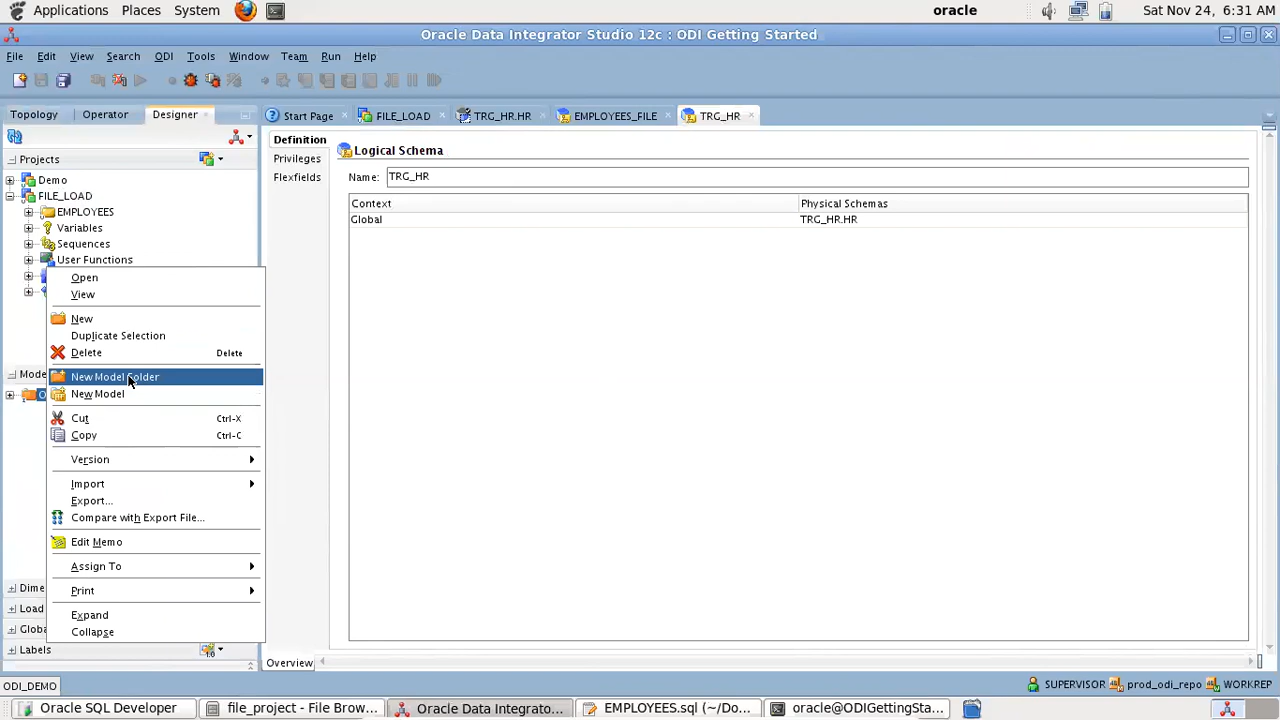 Applications Places System oracle Sat Nov 24, 6:31 AM
Oracle Data Integrator Studio 12c : ODI Getting Started
File Edit View Search ODI Tools Window Team Run Help
Topology Operator Designer Start Page FILE_LOAD TRG_HR.HR EMPLOYEES_FILE TRG_HR
Definition
Privileges
Flexfields
Logical Schema
Name: TRG_HR
Context Physical Schemas
Global TRG_HR.HR
Projects
Demo
FILE_LOAD
EMPLOYEES
Variables
Sequences
User Functions
Open
View
New
Duplicate Selection
Delete Delete
New Model Folder
New Model
Cut Ctrl-X
Copy Ctrl-C
Version
Import
Export...
Compare with Export File...
Edit Memo
Assign To
Print
Expand
Collapse
Mode
O
Dime
Load
Globa
Labels
Overview
ODI_DEMO SUPERVISOR prod_odi_repo WORKREP
Oracle SQL Developer file_project - File Brow... Oracle Data Integrato... EMPLOYEES.sql (~/Do... oracle@ODIGettingSta...